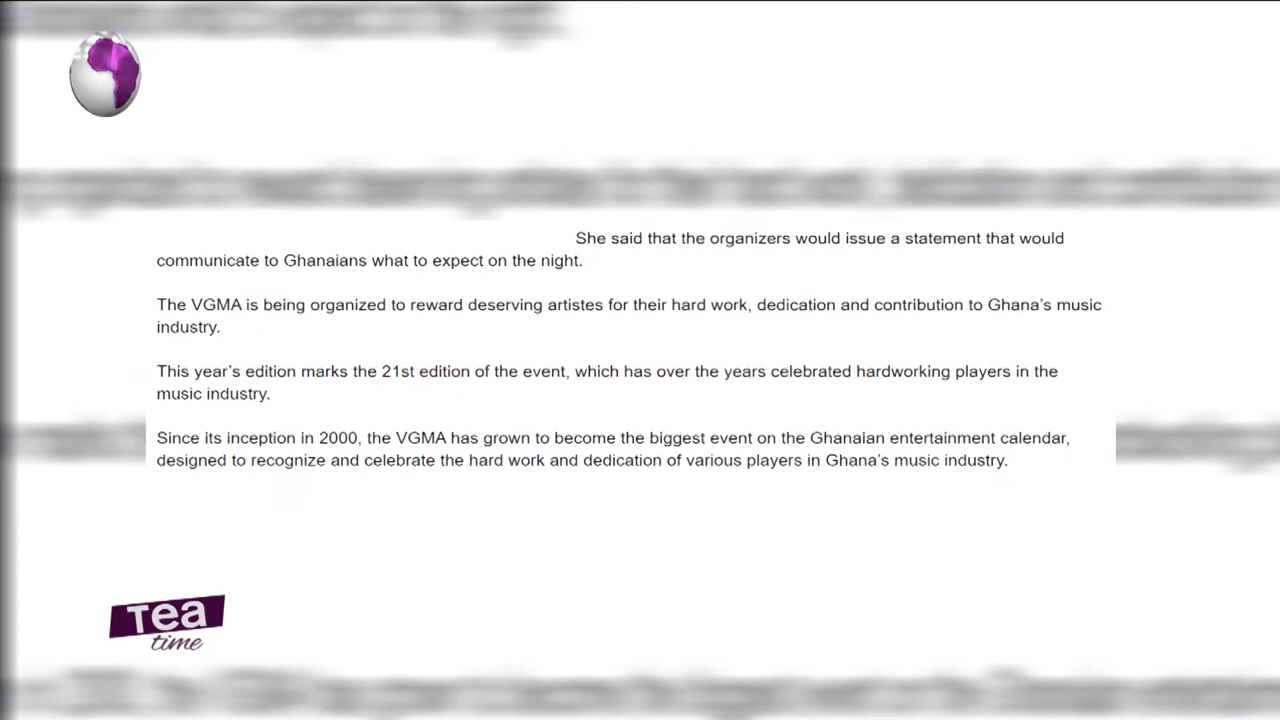 She said that the organizers would issue a statement that would
communicate to Ghanaians what to expect on the night.
The VGMA is being organized to reward deserving artistes for their hard work, dedication and contribution to Ghana’s music
industry.
This year’s edition marks the 21st edition of the event, which has over the years celebrated hardworking players in the
music industry.
Since its inception in 2000, the VGMA has grown to become the biggest event on the Ghanaian entertainment calendar,
designed to recognize and celebrate the hard work and dedication of various players in Ghana’s music industry.
Tea
time